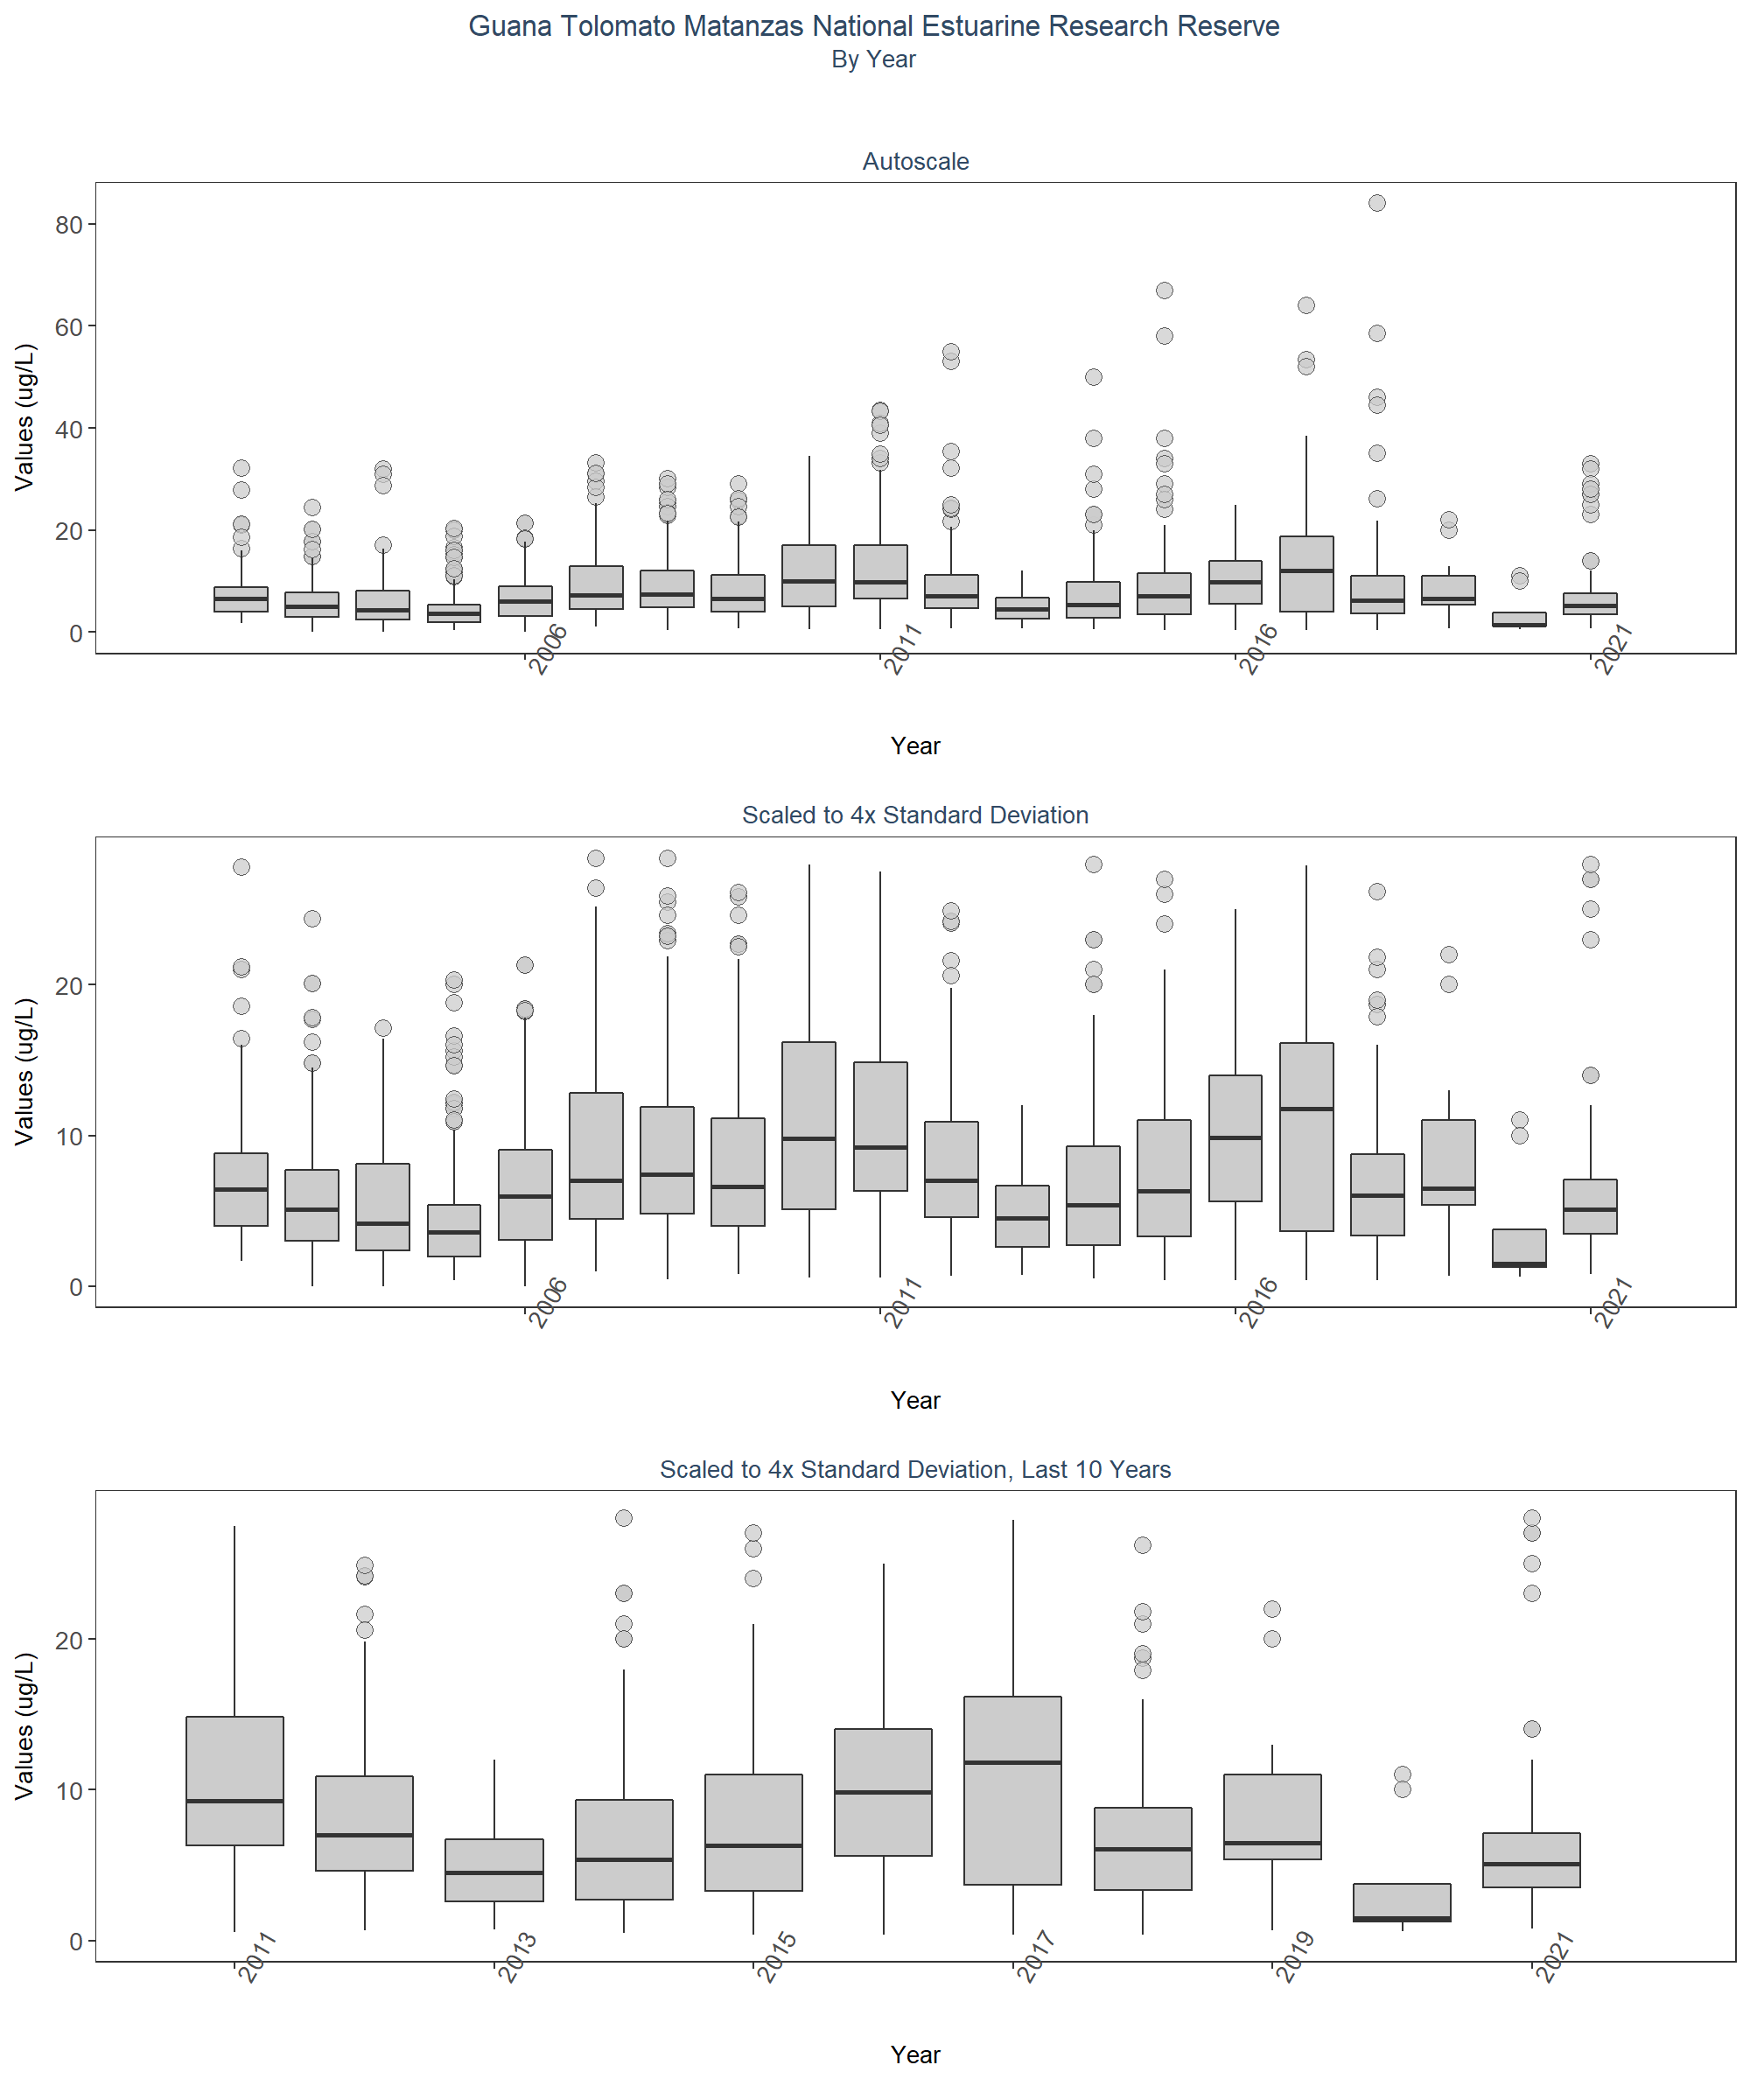 Guana Tolomato Matanzas National Estuarine Research Reserve
By Year
Autoscale
Values (ug/L)
80
60
40
20
0
2006
2011
2016
2021
Year
Scaled to 4x Standard Deviation
Values (ug/L)
20
10
0
2006
2011
2016
2021
Year
Scaled to 4x Standard Deviation, Last 10 Years
Values (ug/L)
20
10
0
2011
2013
2015
2017
2019
2021
Year